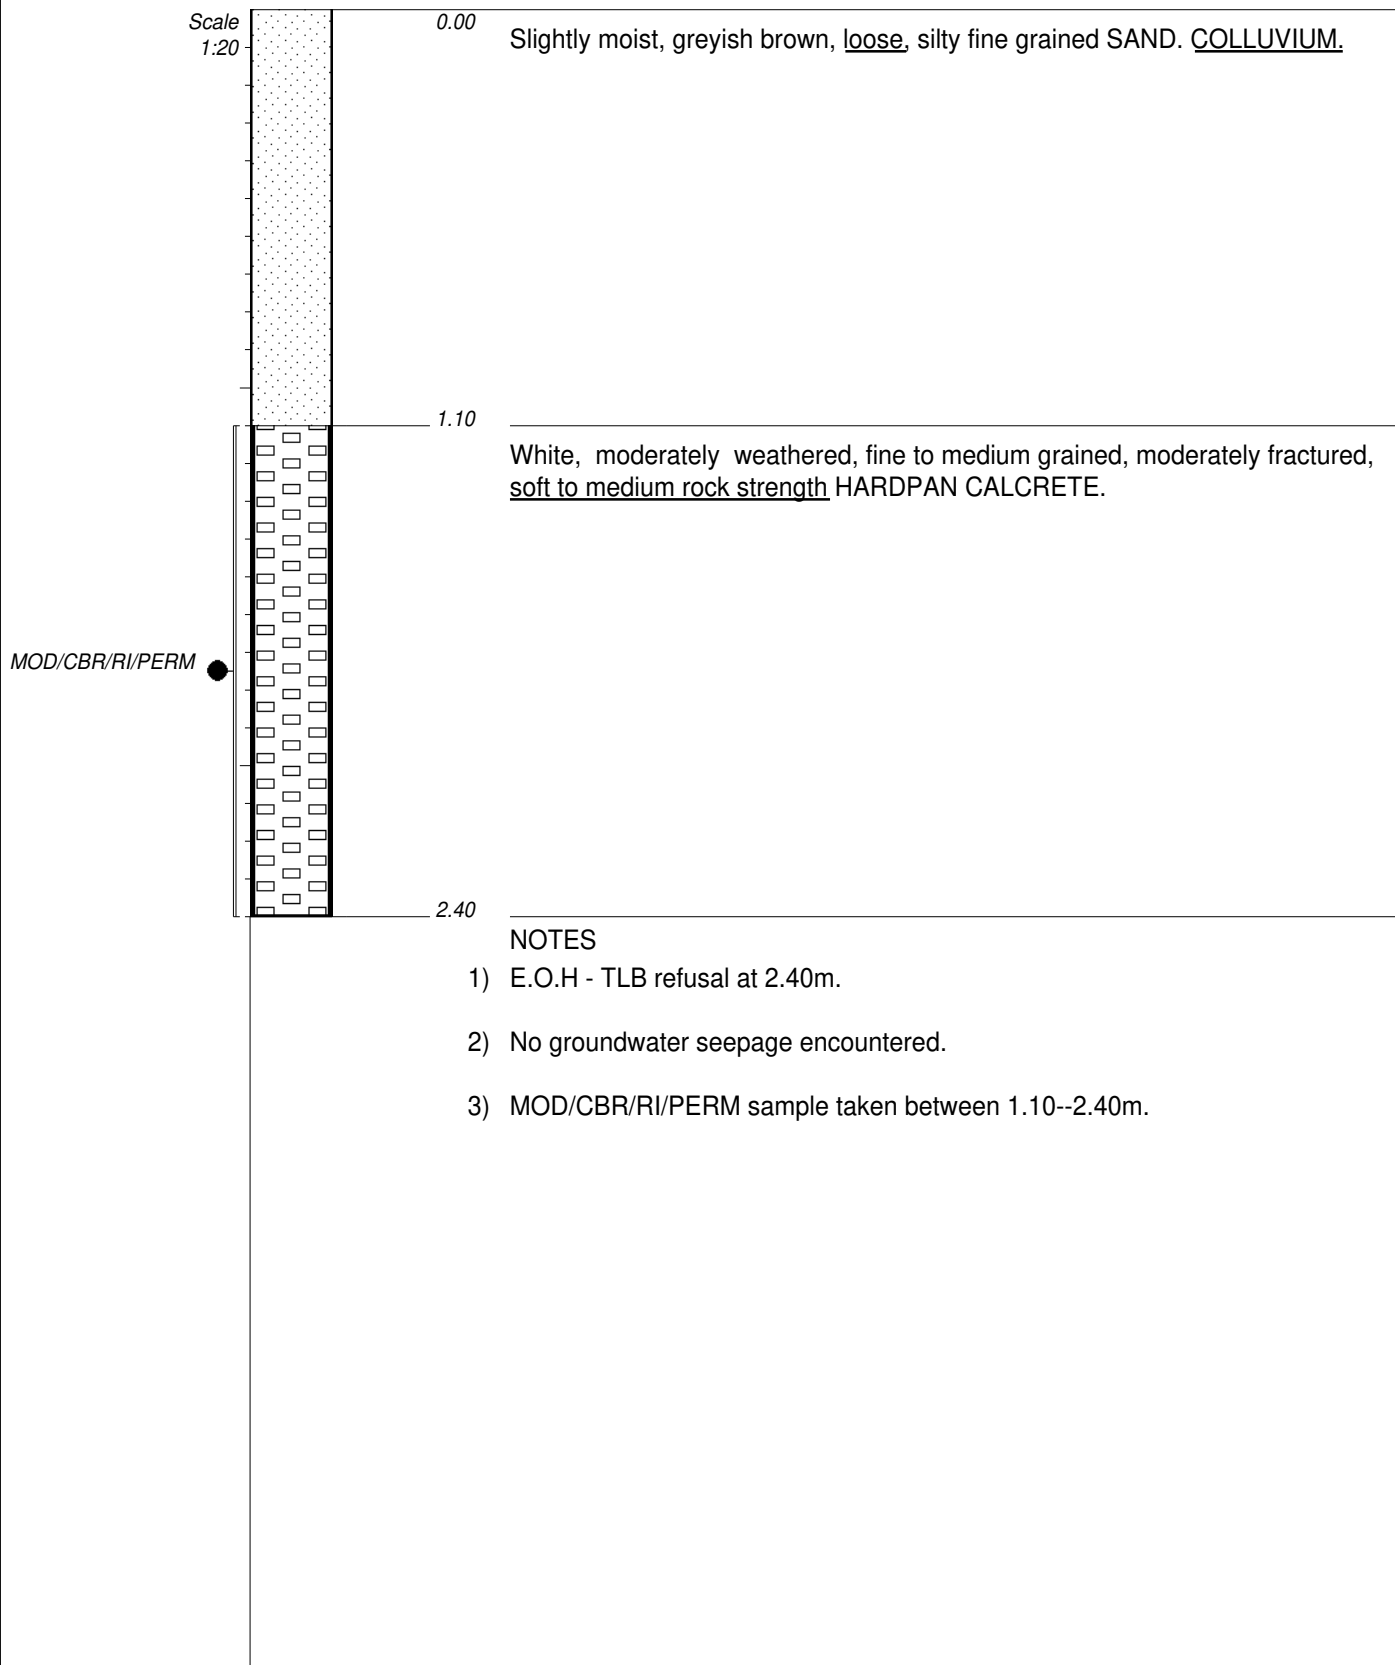 Scale
1:20
0.00
Slightly moist, greyish brown, loose, silty fine grained SAND. COLLUVIUM.
1.10
White, moderately weathered, fine to medium grained, moderately fractured,
soft to medium rock strength HARDPAN CALCRETE.
MOD/CBR/RI/PERM
2.40
NOTES
1) E.O.H - TLB refusal at 2.40m.
2) No groundwater seepage encountered.
3) MOD/CBR/RI/PERM sample taken between 1.10--2.40m.